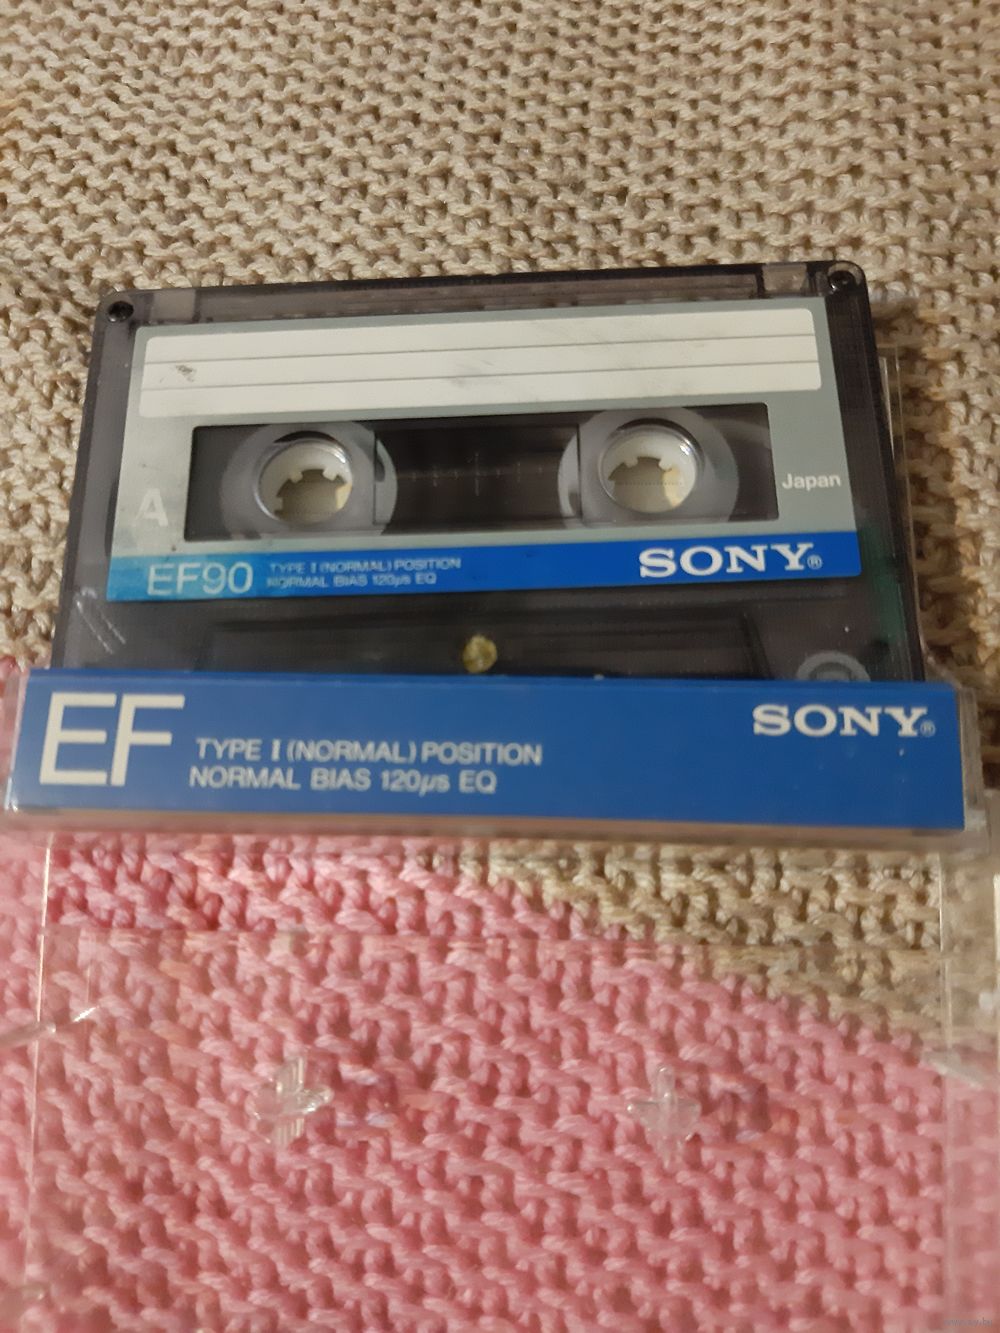 A
Japan
EF90
TYPE I (NORMAL) POSITION
NORMAL BIAS 120µs EQ
SONY®
EF
TYPE I (NORMAL) POSITION
NORMAL BIAS 120µs EQ
SONY®